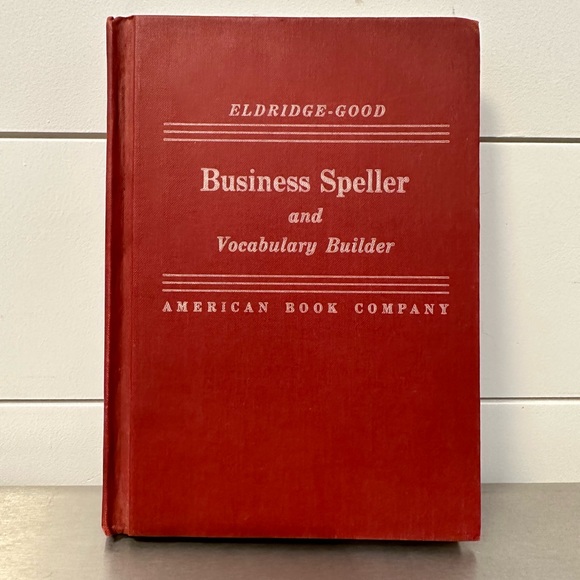 ELDRIDGE-GOOD
Business Speller
and
Vocabulary Builder
AMERICAN BOOK COMPANY